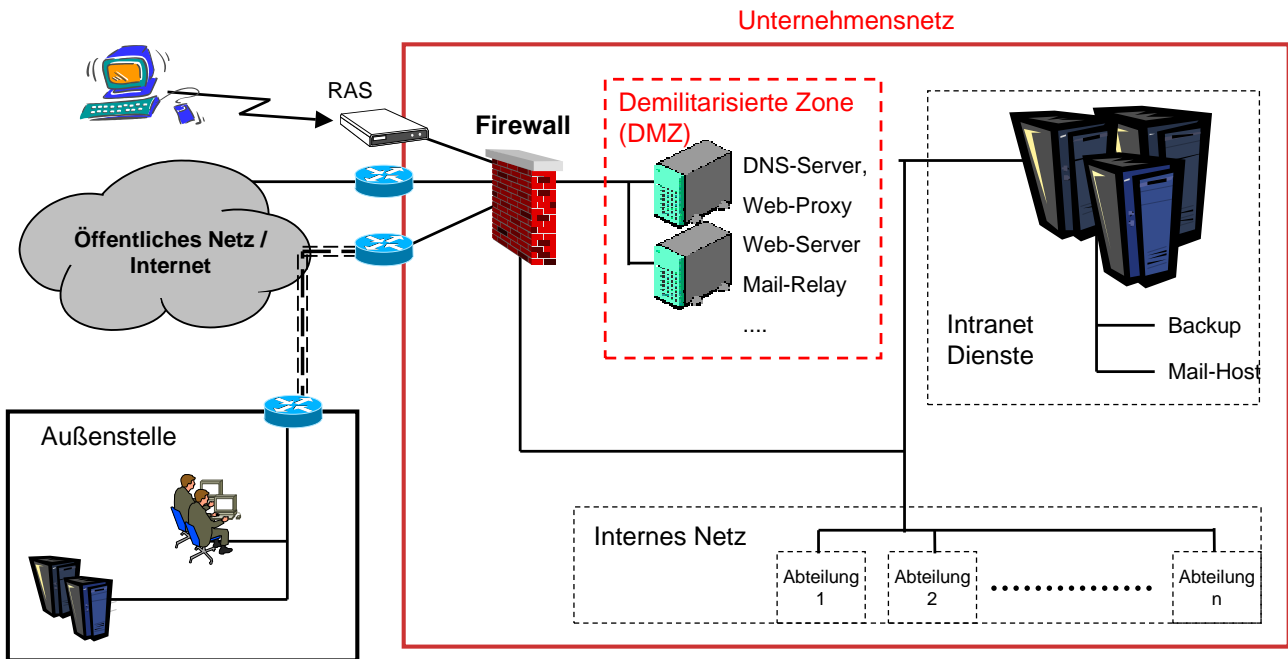 Unternehmensnetz
RAS
Firewall
Demilitarisierte Zone
(DMZ)
DNS-Server,
Web-Proxy
Web-Server
Mail-Relay
....
Öffentliches Netz /
Internet
Intranet
Dienste
Backup
Mail-Host
Außenstelle
Internes Netz
Abteilung
1
Abteilung
2
...............
Abteilung
n